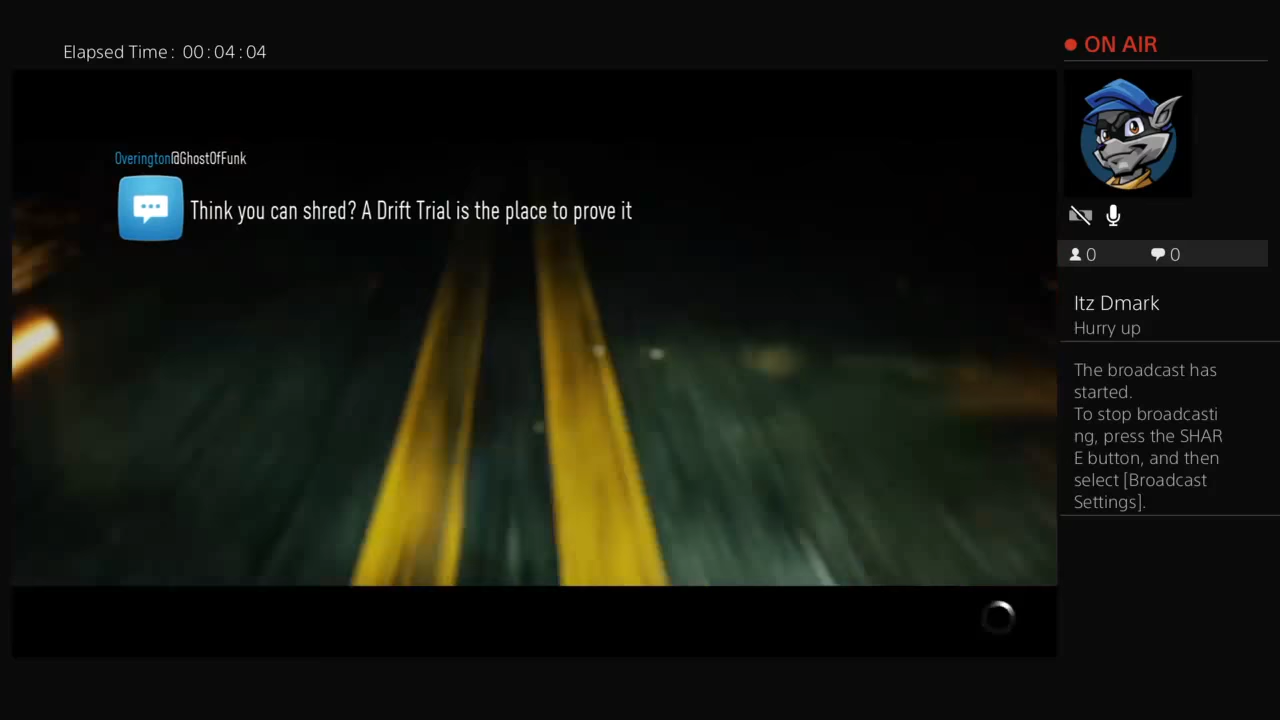 Elapsed Time: 00:04:04
ON AIR
Overington@GhostOfFunk
Think you can shred? A Drift Trial is the place to prove it
0 0
Itz Dmark
Hurry up
The broadcast has
started.
To stop broadcasti
ng, press the SHAR
E button, and then
select [Broadcast
Settings].